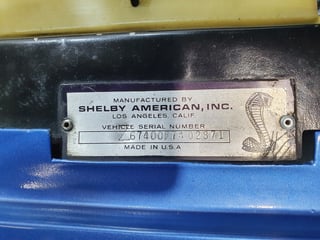 MANUFACTURED BY
SHELBY AMERICAN, INC.
LOS ANGELES, CALIF.
VEHICLE SERIAL NUMBER
MADE IN U.S.A